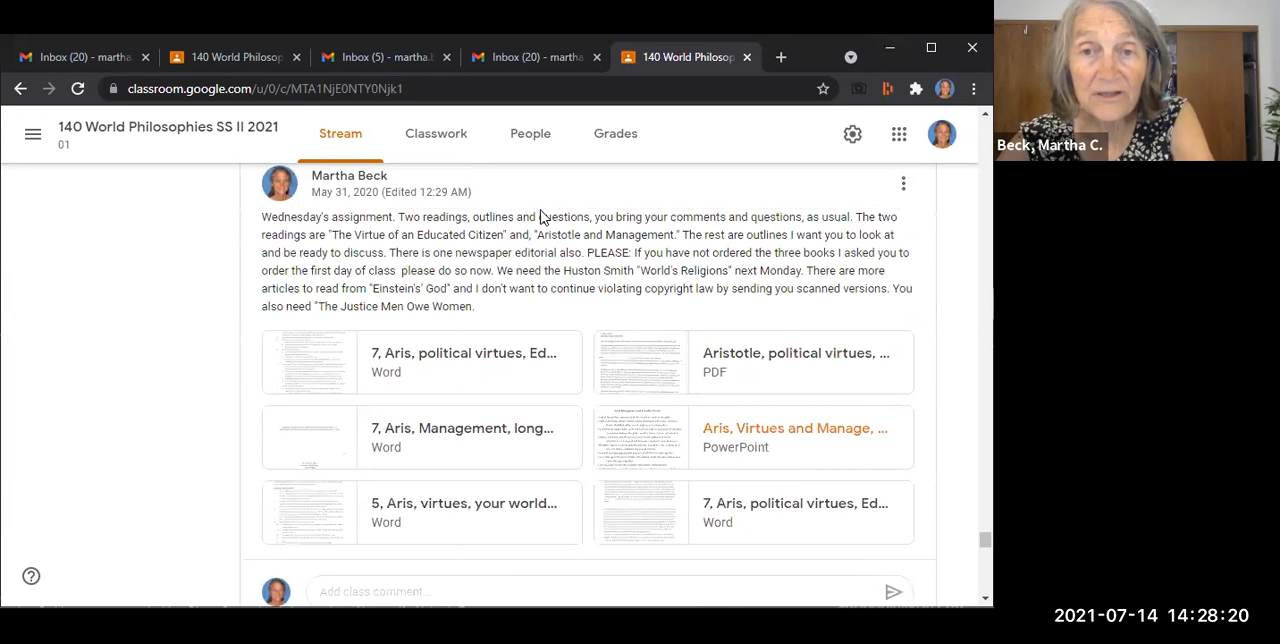 Inbox (20) - martha
140 World Philosop
Inbox (5) - martha.b
Inbox (20) - martha
140 World Philosop
classroom.google.com/u/0/c/MTA1NjE0NTY0Njk1
140 World Philosophies SS II 2021
01
Stream
Classwork
People
Grades
Martha Beck
May 31, 2020 (Edited 12:29 AM)
Wednesday's assignment. Two readings, outlines and questions, you bring your comments and questions, as usual. The two
readings are "The Virtue of an Educated Citizen" and, "Aristotle and Management." The rest are outlines I want you to look at
and be ready to discuss. There is one newspaper editorial also. PLEASE: If you have not ordered the three books I asked you to
order the first day of class please do so now. We need the Huston Smith "World's Religions" next Monday. There are more
articles to read from "Einstein's' God" and I don't want to continue violating copyright law by sending you scanned versions. You
also need "The Justice Men Owe Women.
7, Aris, political virtues, Ed...
Word
Aristotle, political virtues, ...
PDF
7, Aris, Management, long...
Word
Aris, Virtues and Manage, ...
PowerPoint
5, Aris, virtues, your world...
Word
7, Aris, political virtues, Ed...
Word
Add class comment...
Beck, Martha C.
2021-07-14 14:28:20